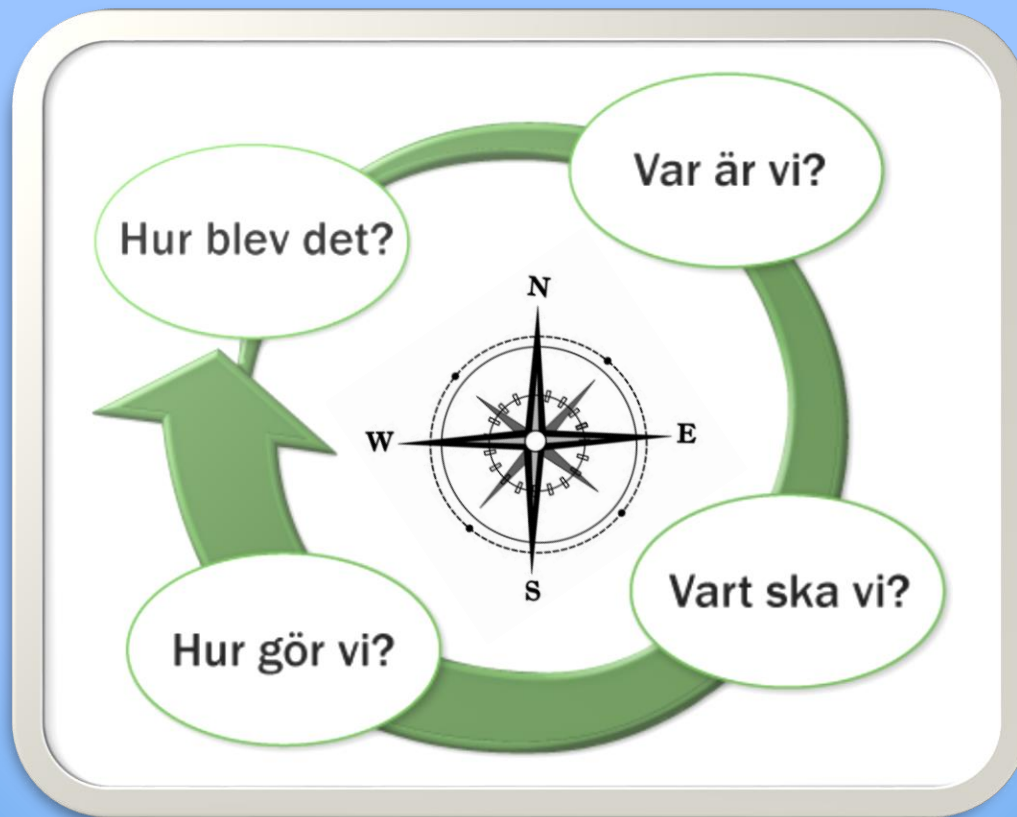 Var är vi?
Hur blev det?
N
W
E
S
Vart ska vi?
Hur gör vi?